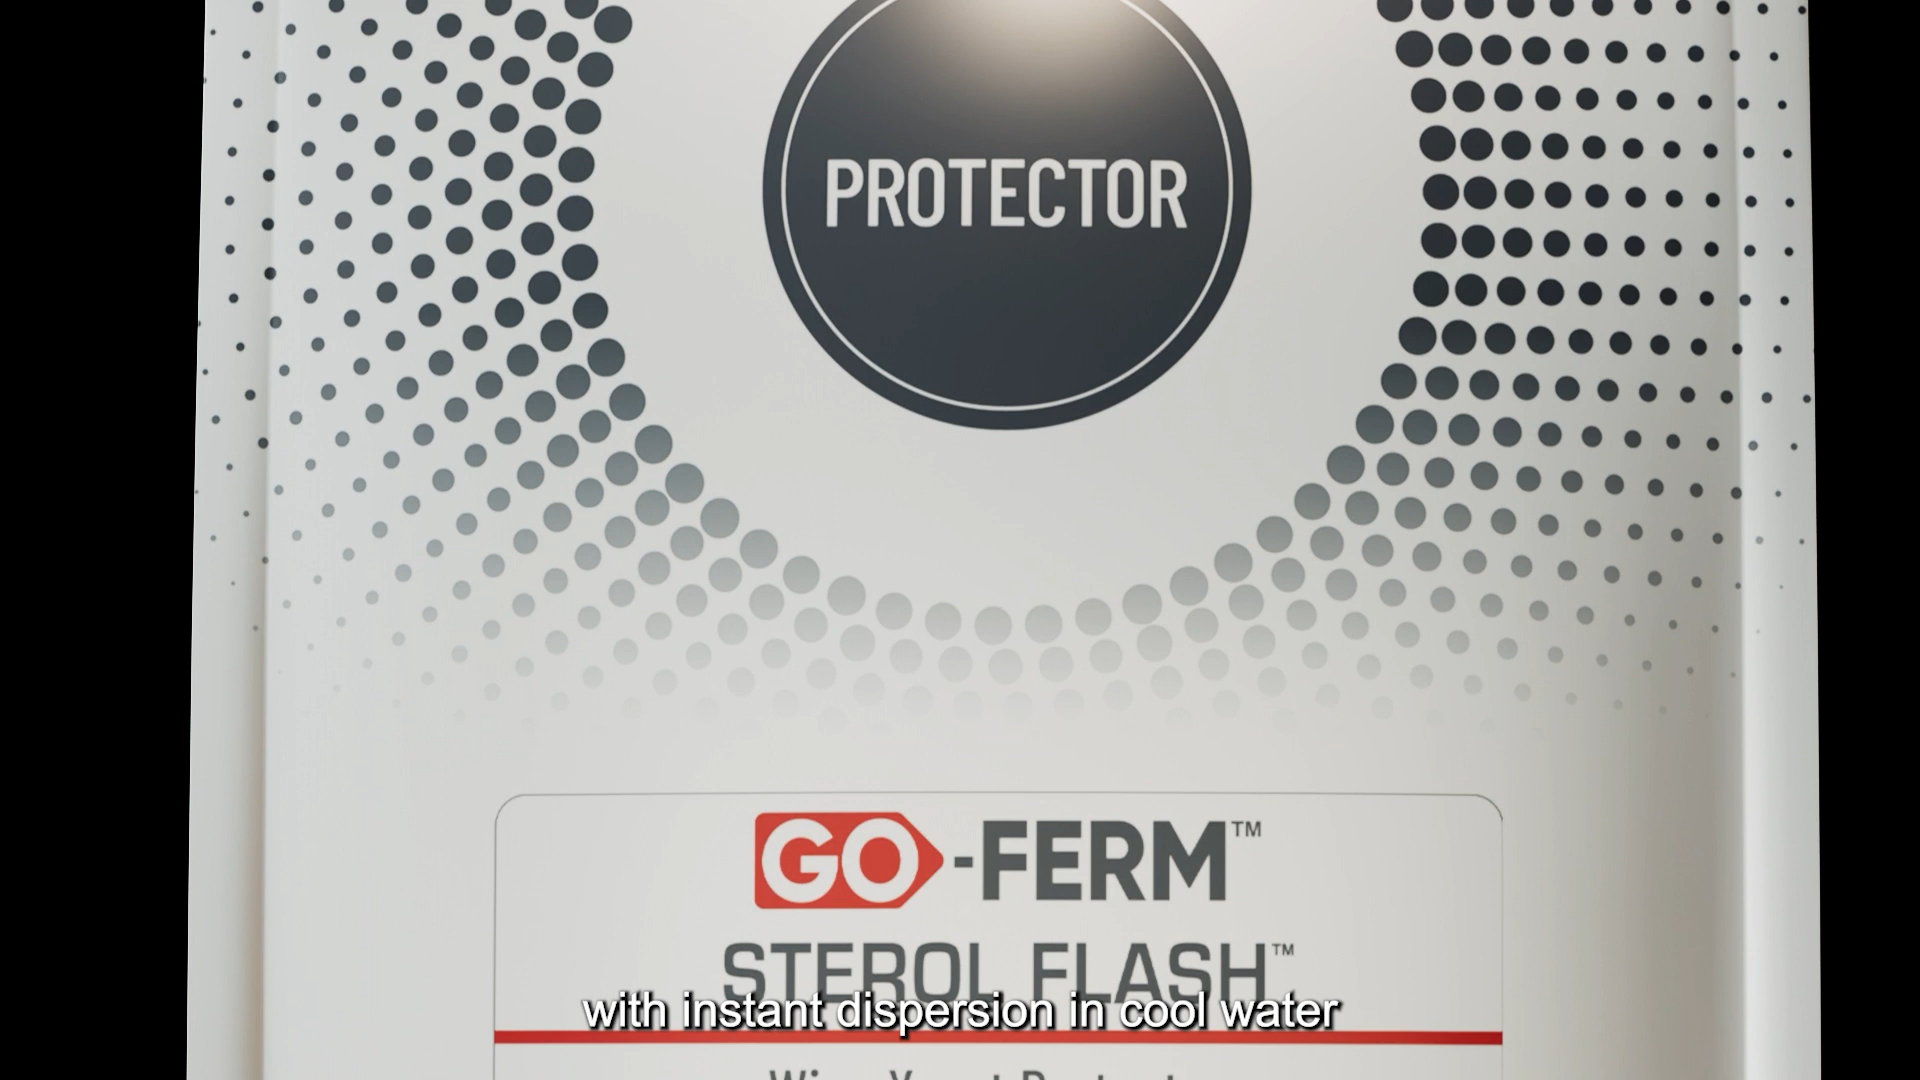 PROTECTOR
GO-FERM™
STEROL FLASH™
with instant dispersion in cool water